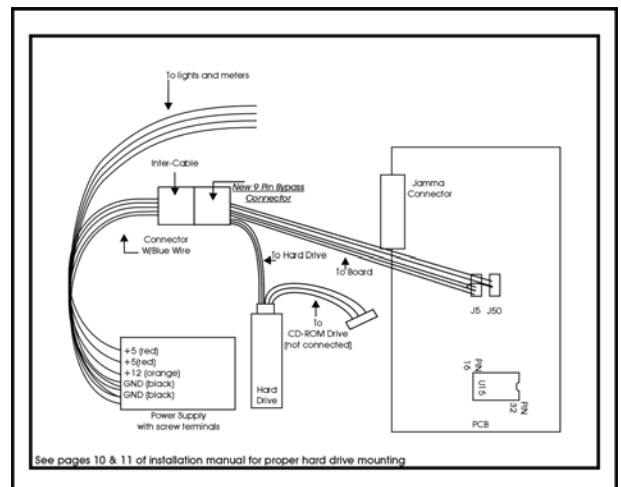 To lights and meters
Inter-Cable
New 9 Pin Bypass
Connector
Jamma
Connector
Connector
W/Blue Wire
To Hard Drive
To Board
J5 J50
To
CD-ROM Drive
(not connected)
+5 (red)
+5(red)
+12 (orange)
GND (black)
GND (black)
Hard
Drive
PIN
16
U15
PIN
32
Power Supply
with screw terminals
PCB
See pages 10 & 11 of installation manual for proper hard drive mounting